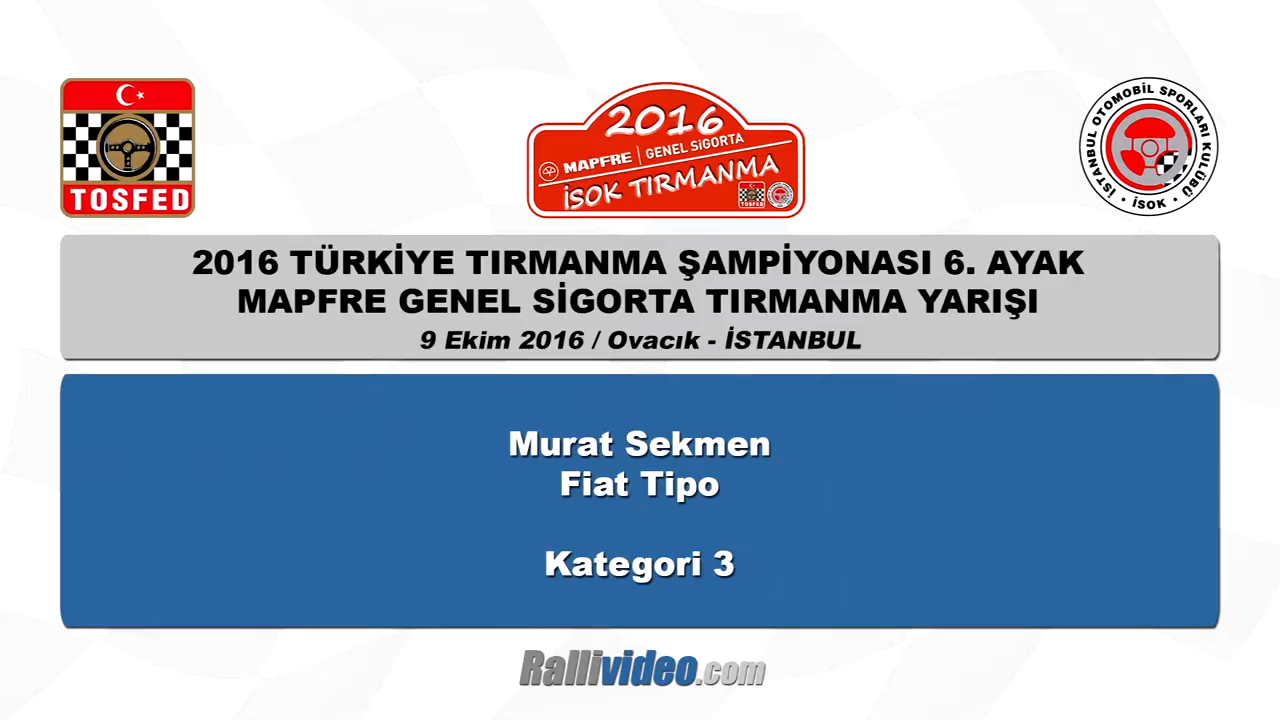 TOSFED
2016
MAPFRE | GENEL SiGORTA
İSOK TIRMANMA
TOSFED
İSTANBUL OTOMOBİL SPORLARI KULÜBÜ
• İSOK •
2016 TÜRKİYE TIRMANMA ŞAMPİYONASI 6. AYAK
MAPFRE GENEL SİGORTA TIRMANMA YARIŞI
9 Ekim 2016 / Ovacık - İSTANBUL
Murat Sekmen
Fiat Tipo
Kategori 3
Rallivideo.com